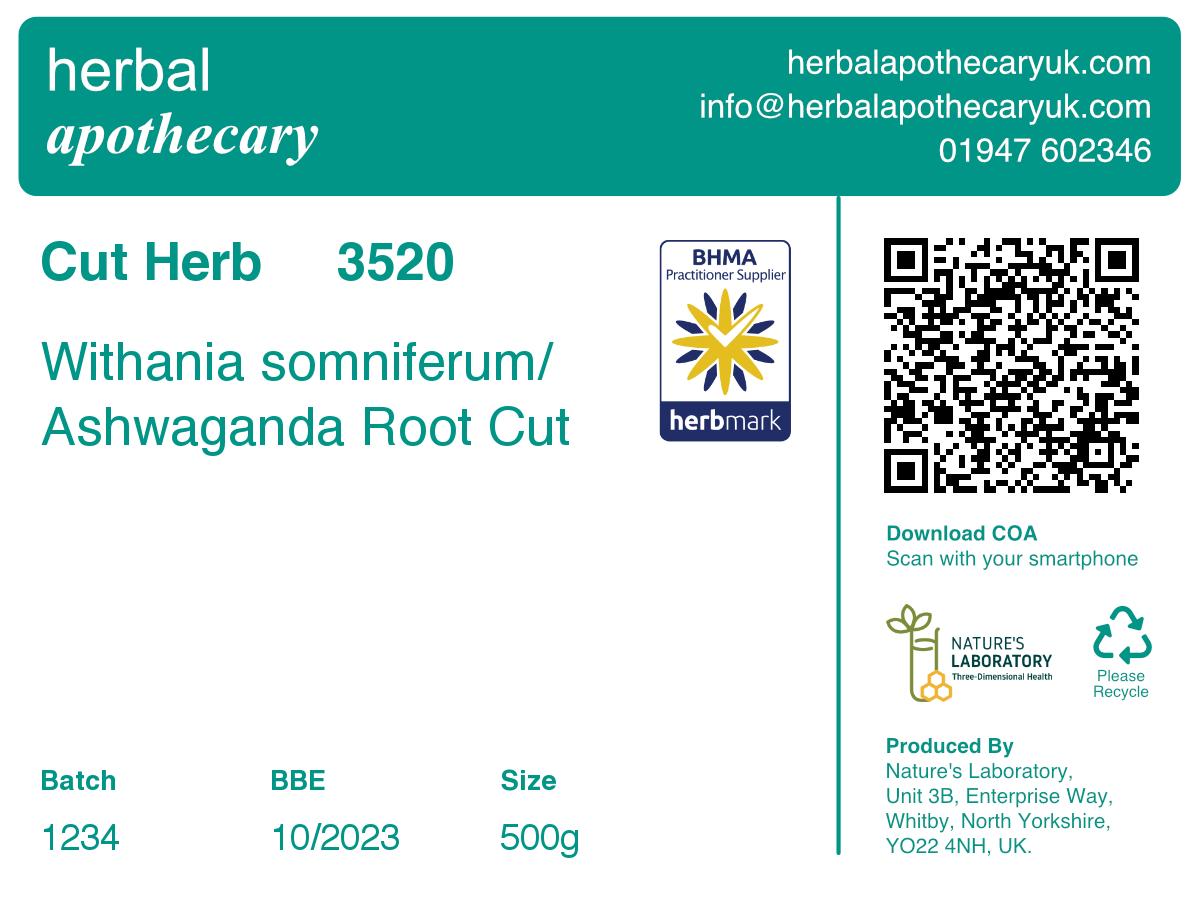 herbal
apothecary
herbalapothecaryuk.com
info@herbalapothecaryuk.com
01947 602346
Cut Herb 3520
Withania somniferum/
Ashwaganda Root Cut
BHMA
Practitioner Supplier
herbmark
Download COA
Scan with your smartphone
NATURE'S
LABORATORY
Three-Dimensional Health
Please
Recycle
Produced By
Nature's Laboratory,
Unit 3B, Enterprise Way,
Whitby, North Yorkshire,
YO22 4NH, UK.
Batch BBE Size
1234 10/2023 500g